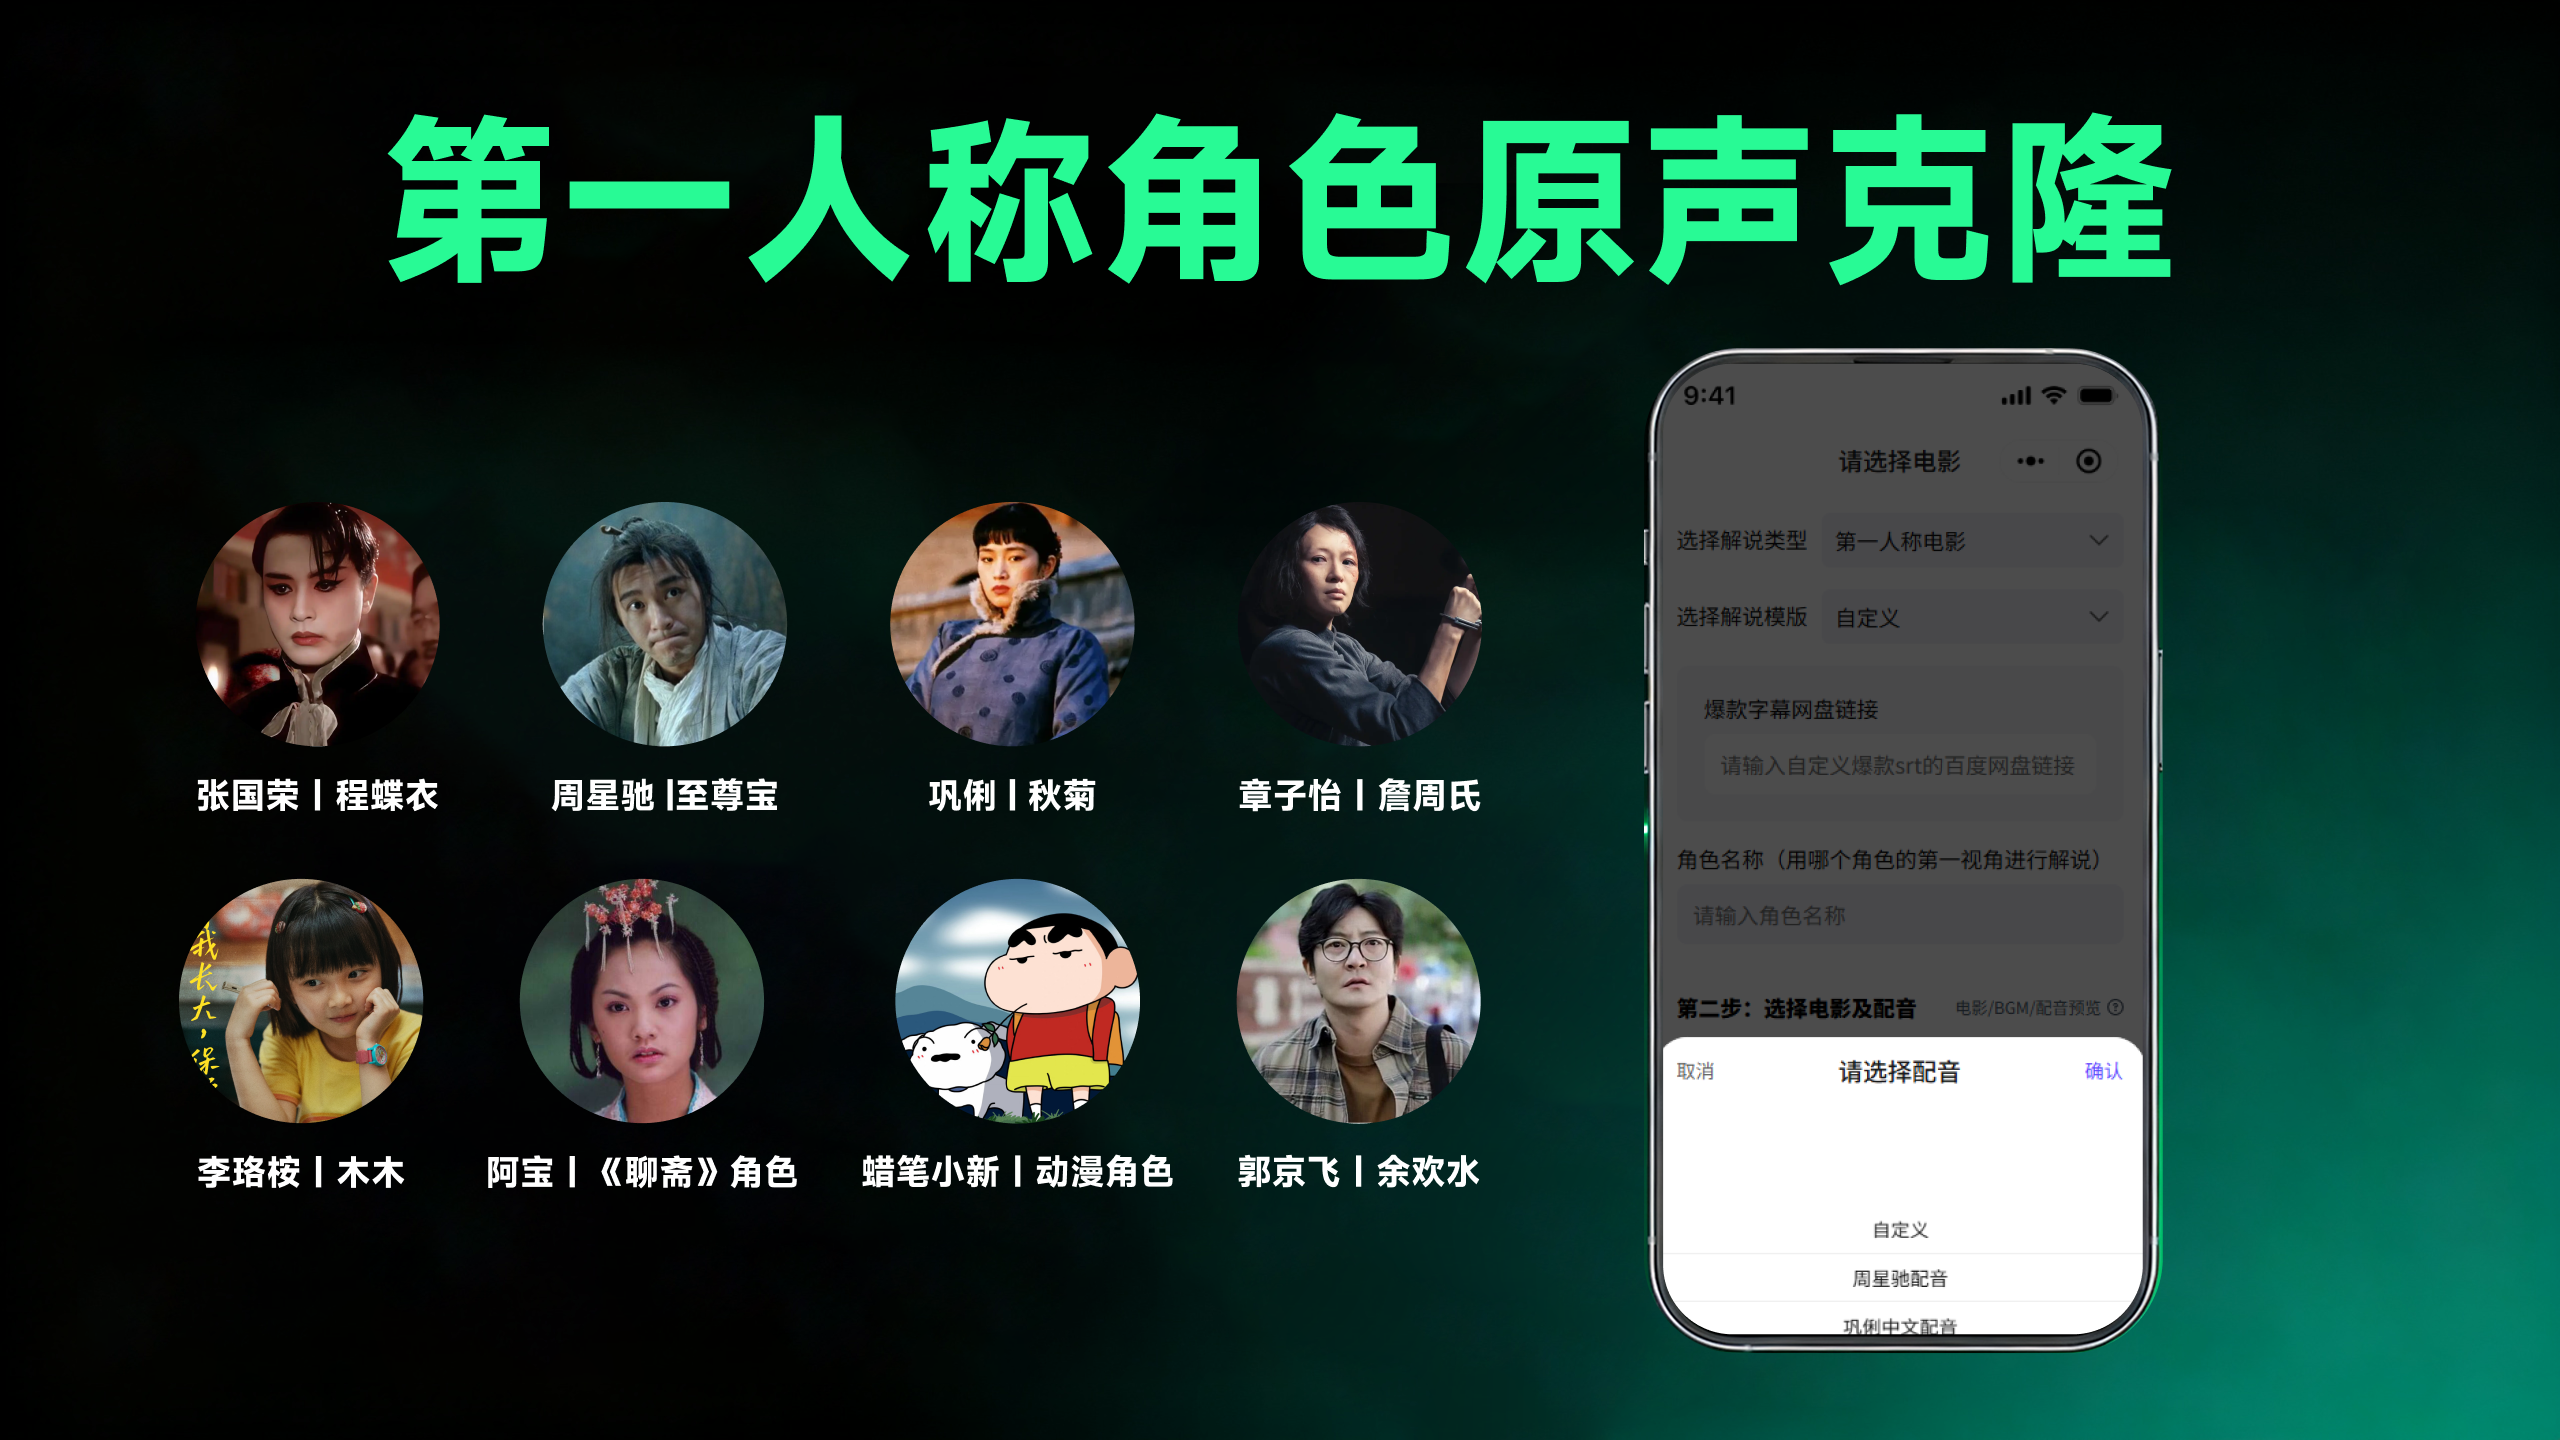 第一人称角色原声克隆
张国荣丨程蝶衣
周星驰 |至尊宝
巩俐丨秋菊
章子怡丨詹周氏
我长大，保
李珞桉丨木木
阿宝丨《聊斋》角色
蜡笔小新丨动漫角色
郭京飞丨余欢水
9:41
请选择电影
选择解说类型
第一人称电影
选择解说模版
自定义
爆款字幕网盘链接
请输入自定义爆款srt的百度网盘链接
角色名称（用哪个角色的第一视角进行解说）
请输入角色名称
第二步：选择电影及配音
电影/BGM/配音预览
取消
请选择配音
确认
自定义
周星驰配音
巩俐中文配音